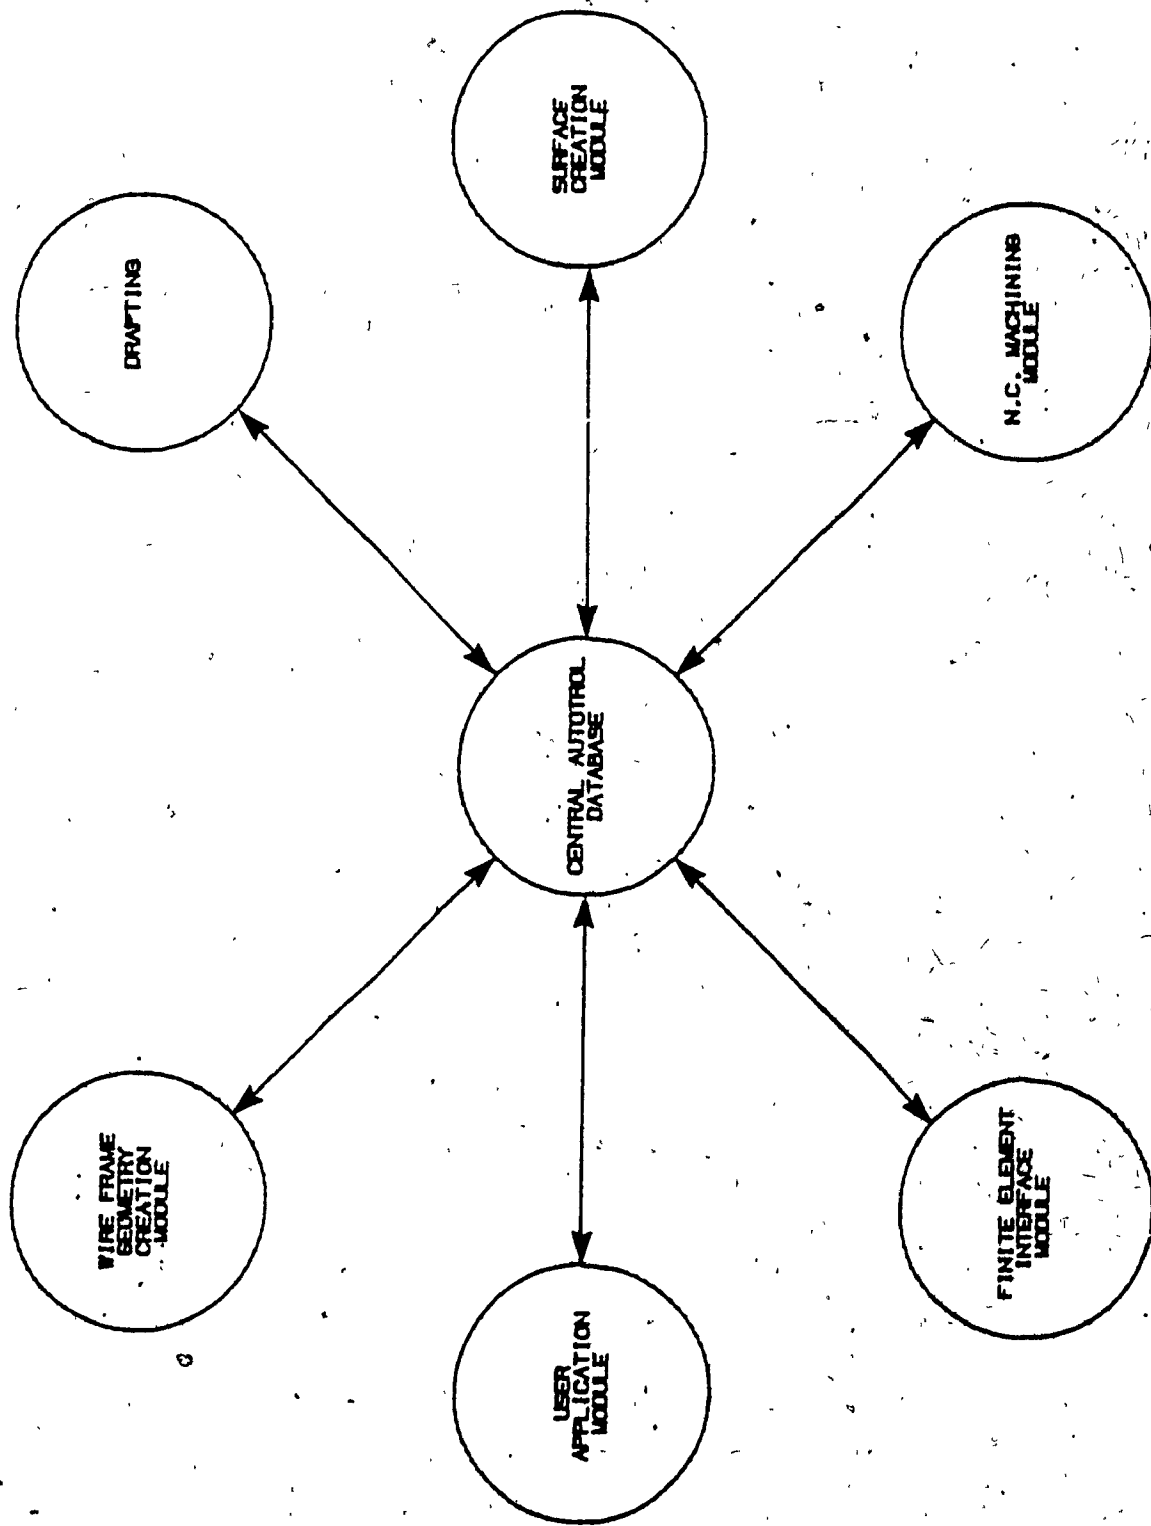 WIRE FRAME
GEOMETRY
CREATION
MODULE
DRAFTING
USER
APPLICATION
MODULE
CENTRAL AUTOTROL
DATABASE
SURFACE
CREATION
MODULE
FINITE ELEMENT
INTERFACE
MODULE
N.C. MACHINING
MODULE